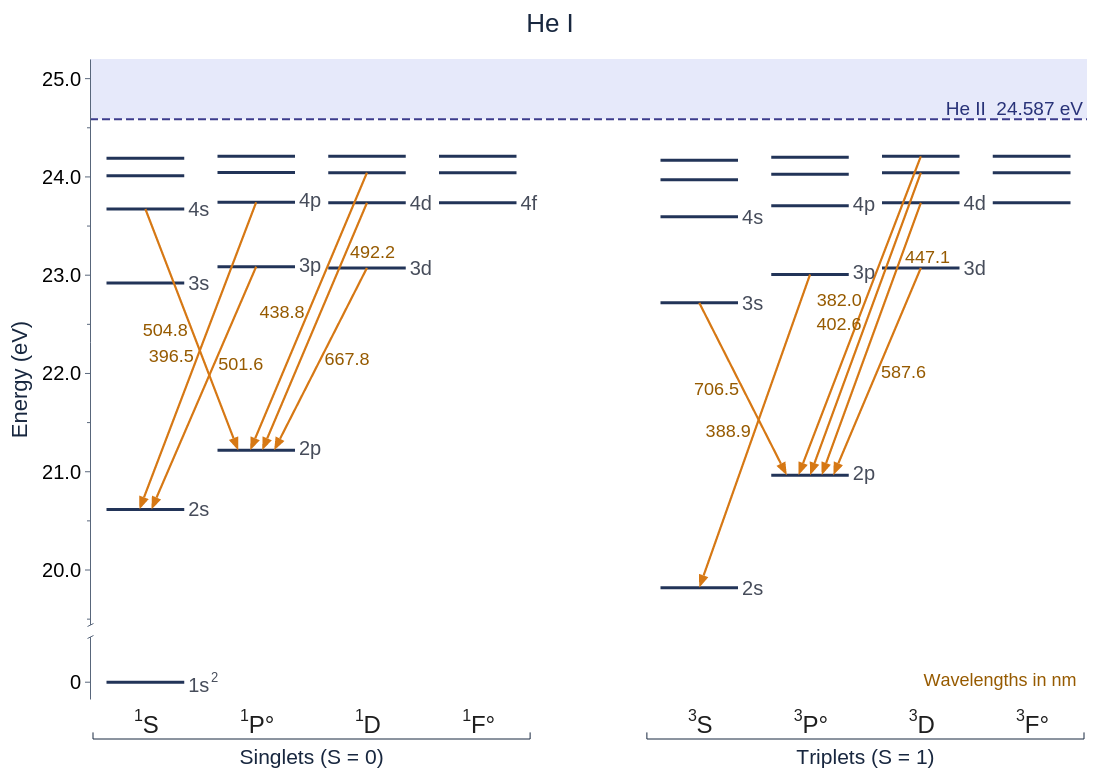 He I
25.0
He II 24.587 eV
24.0
4s
4p
4d
4f
4s
4p
4d
492.2
447.1
23.0
3s
3p
3d
3s
3p
3d
438.8
382.0
504.8
402.6
396.5
501.6
667.8
Energy (eV)
22.0
587.6
706.5
388.9
2p
21.0
2p
2s
20.0
2s
0
1s²
Wavelengths in nm
¹S
¹P°
¹D
¹F°
³S
³P°
³D
³F°
Singlets (S = 0)
Triplets (S = 1)